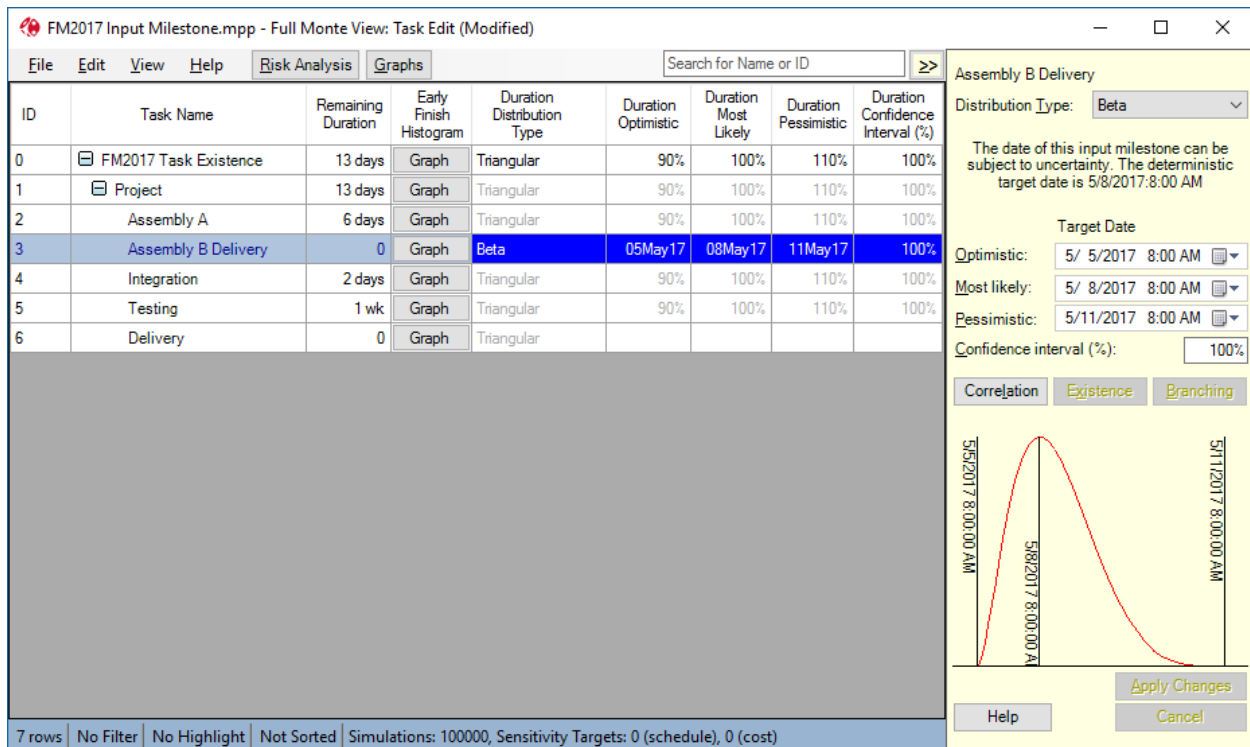 FM2017 Input Milestone.mpp - Full Monte View: Task Edit (Modified)
File Edit View Help Risk Analysis Graphs Search for Name or ID >>
ID Task Name Remaining Duration Early Finish Histogram Duration Distribution Type Duration Optimistic Duration Most Likely Duration Pessimistic Duration Confidence Interval (%)
0 FM2017 Task Existence 13 days Graph Triangular 90% 100% 110% 100%
1 Project 13 days Graph Triangular 90% 100% 110% 100%
2 Assembly A 6 days Graph Triangular 90% 100% 110% 100%
3 Assembly B Delivery 0 Graph Beta 05May17 08May17 11May17 100%
4 Integration 2 days Graph Triangular 90% 100% 110% 100%
5 Testing 1 wk Graph Triangular 90% 100% 110% 100%
6 Delivery 0 Graph Triangular
7 rows No Filter No Highlight Not Sorted Simulations: 100000, Sensitivity Targets: 0 (schedule), 0 (cost)
Assembly B Delivery
Distribution Type: Beta
The date of this input milestone can be
subject to uncertainty. The deterministic
target date is 5/8/2017:8:00 AM
Target Date
Optimistic: 5/ 5/2017 8:00 AM
Most likely: 5/ 8/2017 8:00 AM
Pessimistic: 5/11/2017 8:00 AM
Confidence interval (%): 100%
Correlation Existence Branching
5/5/2017 8:00:00 AM
5/8/2017 8:00:00 AM
5/11/2017 8:00:00 AM
Apply Changes
Help Cancel